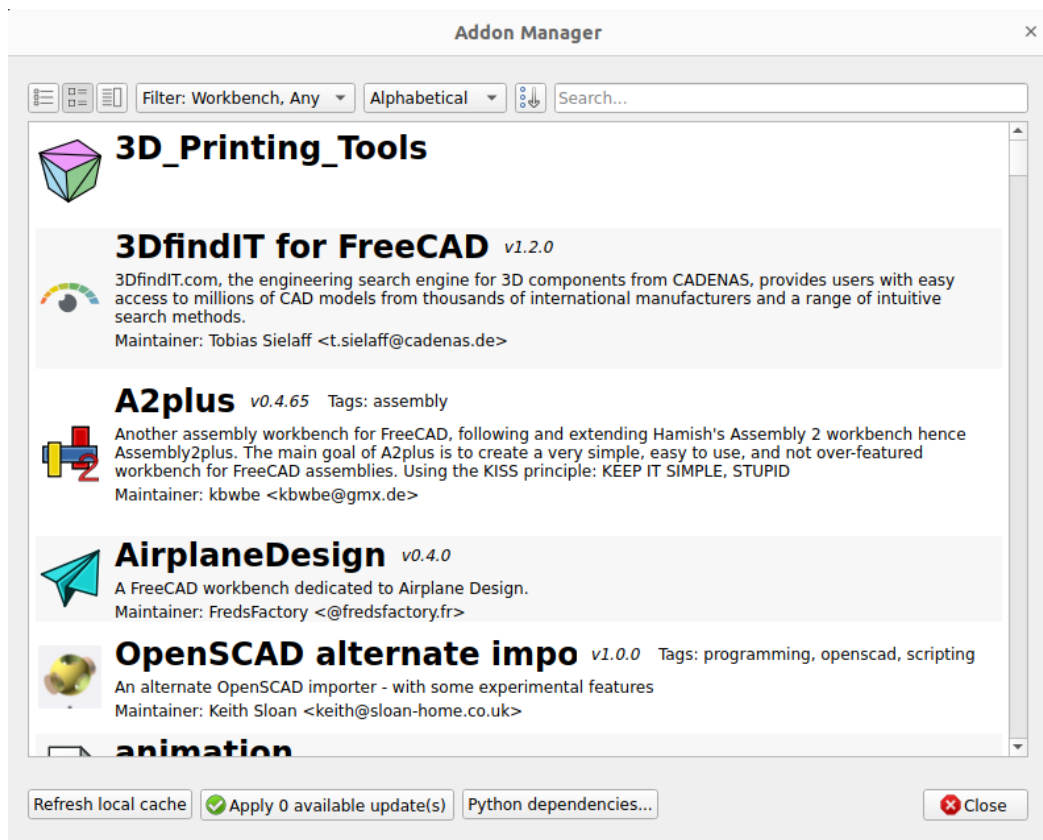 Addon Manager
Filter: Workbench, Any Alphabetical Search...
3D_Printing_Tools
3DfindIT for FreeCAD v1.2.0
3DfindIT.com, the engineering search engine for 3D components from CADENAS, provides users with easy
access to millions of CAD models from thousands of international manufacturers and a range of intuitive
search methods.
Maintainer: Tobias Sielaff <t.sielaff@cadenas.de>
A2plus v0.4.65 Tags: assembly
Another assembly workbench for FreeCAD, following and extending Hamish's Assembly 2 workbench hence
Assembly2plus. The main goal of A2plus is to create a very simple, easy to use, and not over-featured
workbench for FreeCAD assemblies. Using the KISS principle: KEEP IT SIMPLE, STUPID
Maintainer: kbwbe <kbwbe@gmx.de>
AirplaneDesign v0.4.0
A FreeCAD workbench dedicated to Airplane Design.
Maintainer: FredsFactory <@fredsfactory.fr>
OpenSCAD alternate impo v1.0.0 Tags: programming, openscad, scripting
An alternate OpenSCAD importer - with some experimental features
Maintainer: Keith Sloan <keith@sloan-home.co.uk>
animation
Refresh local cache Apply 0 available update(s) Python dependencies... Close